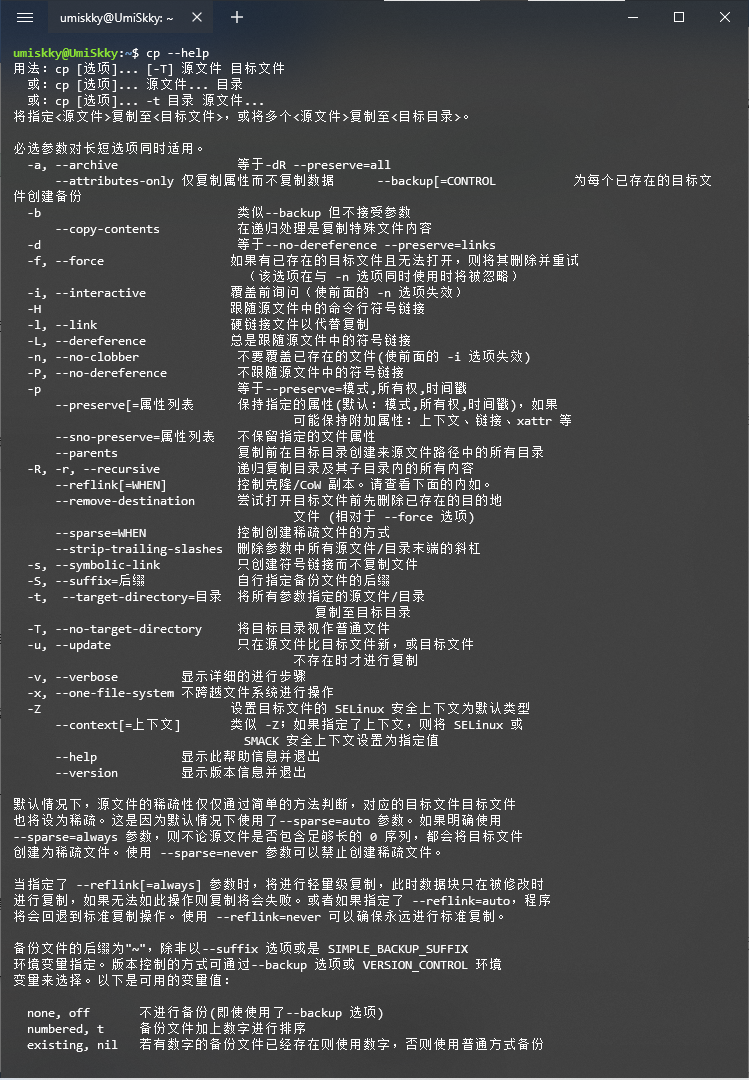 umiskky@UmiSkky: ~
umiskky@UmiSkky:~$ cp --help
用法: cp [选项]... [-T] 源文件 目标文件
或: cp [选项]... 源文件... 目录
或: cp [选项]... -t 目录 源文件...
将指定<源文件>复制至<目标文件>，或将多个<源文件>复制至<目标目录>。
必选参数对长短选项同时适用。
-a, --archive 等于-dR --preserve=all
--attributes-only 仅复制属性而不复制数据 --backup[=CONTROL 为每个已存在的目标文
件创建备份
-b 类似--backup 但不接受参数
--copy-contents 在递归处理是复制特殊文件内容
-d 等于--no-dereference --preserve=links
-f, --force 如果有已存在的目标文件且无法打开，则将其删除并重试
（该选项在与 -n 选项同时使用时将被忽略）
-i, --interactive 覆盖前询问（使前面的 -n 选项失效）
-H 跟随源文件中的命令行符号链接
-l, --link 硬链接文件以代替复制
-L, --dereference 总是跟随源文件中的符号链接
-n, --no-clobber 不要覆盖已存在的文件(使前面的 -i 选项失效)
-P, --no-dereference 不跟随源文件中的符号链接
-p 等于--preserve=模式,所有权,时间戳
--preserve[=属性列表 保持指定的属性(默认: 模式,所有权,时间戳)，如果
可能保持附加属性: 上下文、链接、xattr 等
--sno-preserve=属性列表 不保留指定的文件属性
--parents 复制前在目标目录创建来源文件路径中的所有目录
-R, -r, --recursive 递归复制目录及其子目录内的所有内容
--reflink[=WHEN] 控制克隆/CoW 副本。请查看下面的内如。
--remove-destination 尝试打开目标文件前先删除已存在的目的地
文件 (相对于 --force 选项)
--sparse=WHEN 控制创建稀疏文件的方式
--strip-trailing-slashes 删除参数中所有源文件/目录末端的斜杠
-s, --symbolic-link 只创建符号链接而不复制文件
-S, --suffix=后缀 自行指定备份文件的后缀
-t, --target-directory=目录 将所有参数指定的源文件/目录
复制至目标目录
-T, --no-target-directory 将目标目录视作普通文件
-u, --update 只在源文件比目标文件新，或目标文件
不存在时才进行复制
-v, --verbose 显示详细的进行步骤
-x, --one-file-system 不跨越文件系统进行操作
-Z 设置目标文件的 SELinux 安全上下文为默认类型
--context[=上下文] 类似 -Z；如果指定了上下文，则将 SELinux 或
SMACK 安全上下文设置为指定值
--help 显示此帮助信息并退出
--version 显示版本信息并退出
默认情况下，源文件的稀疏性仅仅通过简单的方法判断，对应的目标文件目标文件
也将设为稀疏。这是因为默认情况下使用了--sparse=auto 参数。如果明确使用
--sparse=always 参数，则不论源文件是否包含足够长的 0 序列，都会将目标文件
创建为稀疏文件。使用 --sparse=never 参数可以禁止创建稀疏文件。
当指定了 --reflink[=always] 参数时，将进行轻量级复制，此时数据块只在被修改时
进行复制，如果无法如此操作则复制将会失败。或者如果指定了 --reflink=auto，程序
将会回退到标准复制操作。使用 --reflink=never 可以确保永远进行标准复制。
备份文件的后缀为"~"，除非以--suffix 选项或是 SIMPLE_BACKUP_SUFFIX
环境变量指定。版本控制的方式可通过--backup 选项或 VERSION_CONTROL 环境
变量来选择。以下是可用的变量值:
none, off 不进行备份(即使使用了--backup 选项)
numbered, t 备份文件加上数字进行排序
existing, nil 若有数字的备份文件已经存在则使用数字，否则使用普通方式备份